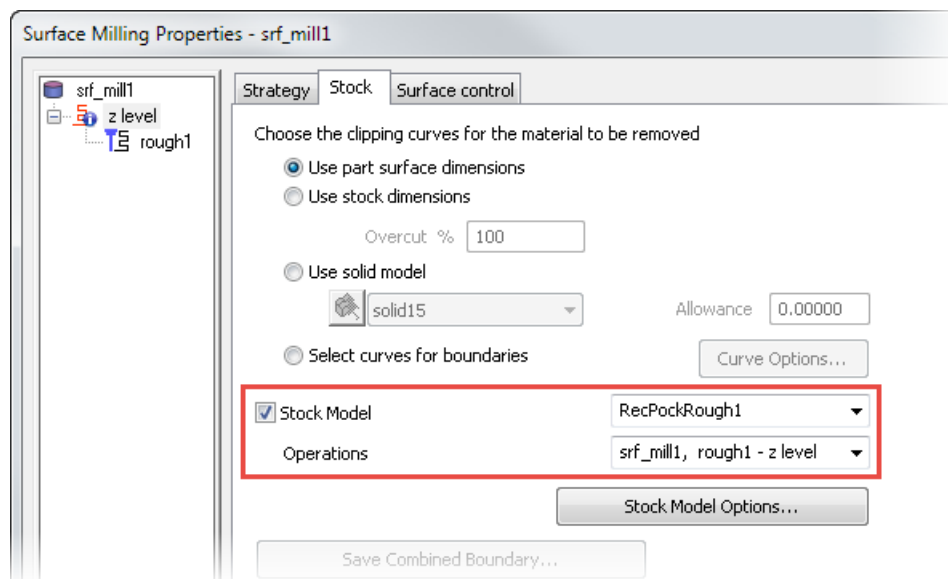 Surface Milling Properties - srf_mill1
srf_mill1
z level
rough1
Strategy
Stock
Surface control
Choose the clipping curves for the material to be removed
Use part surface dimensions
Use stock dimensions
Overcut %
100
Use solid model
solid15
Allowance
0.00000
Select curves for boundaries
Curve Options...
Stock Model
RecPockRough1
Operations
srf_mill1, rough1 - z level
Stock Model Options...
Save Combined Boundary...